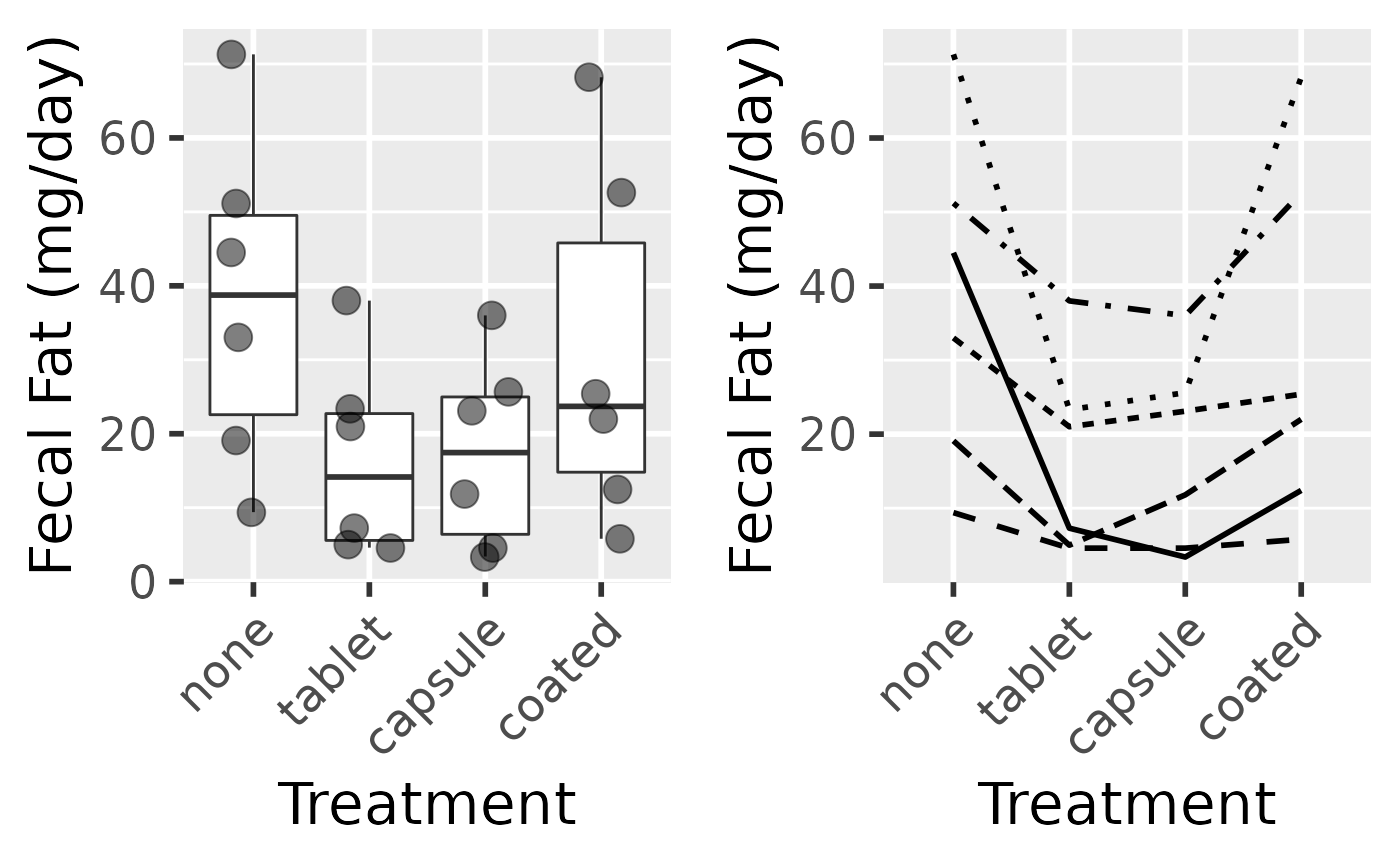 Fecal Fat (mg/day)
60
40
20
0
none
tablet
capsule
coated
Treatment
Fecal Fat (mg/day)
60
40
20
none
tablet
capsule
coated
Treatment